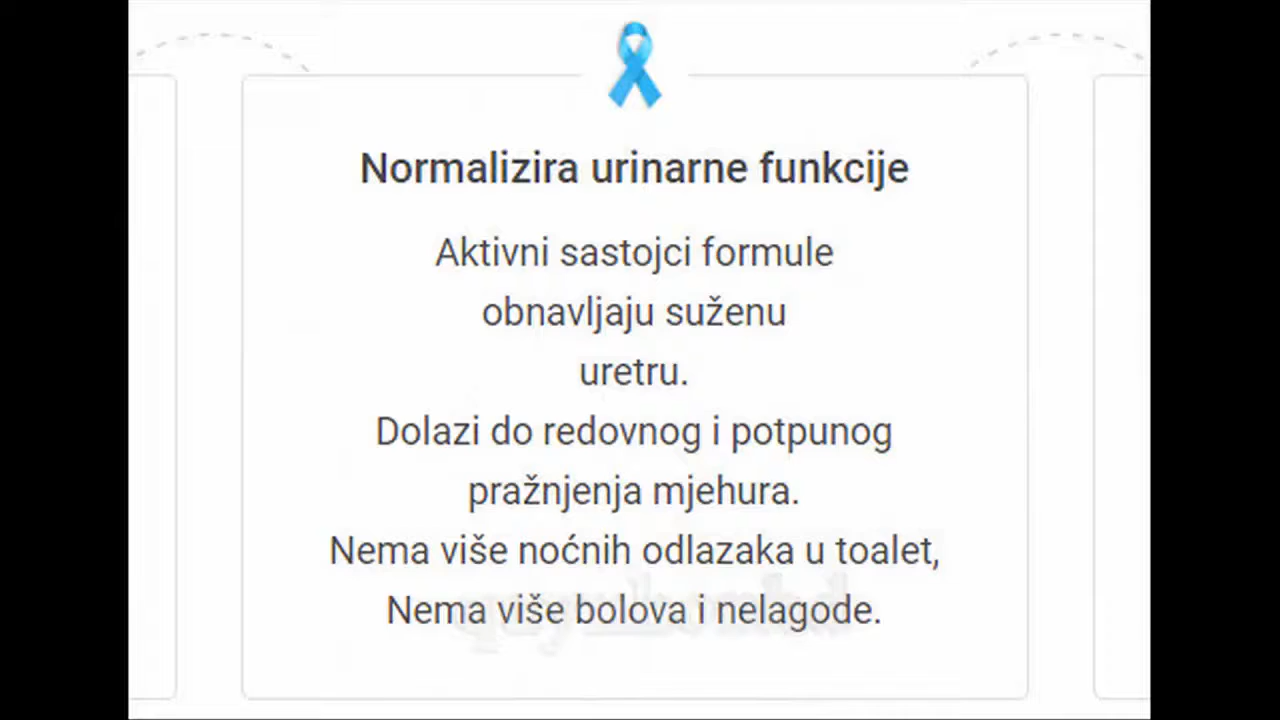 Normalizira urinarne funkcije
Aktivni sastojci formule
obnavljaju suženu
uretru.
Dolazi do redovnog i potpunog
pražnjenja mjehura.
Nema više noćnih odlazaka u toalet,
Nema više bolova i nelagode.